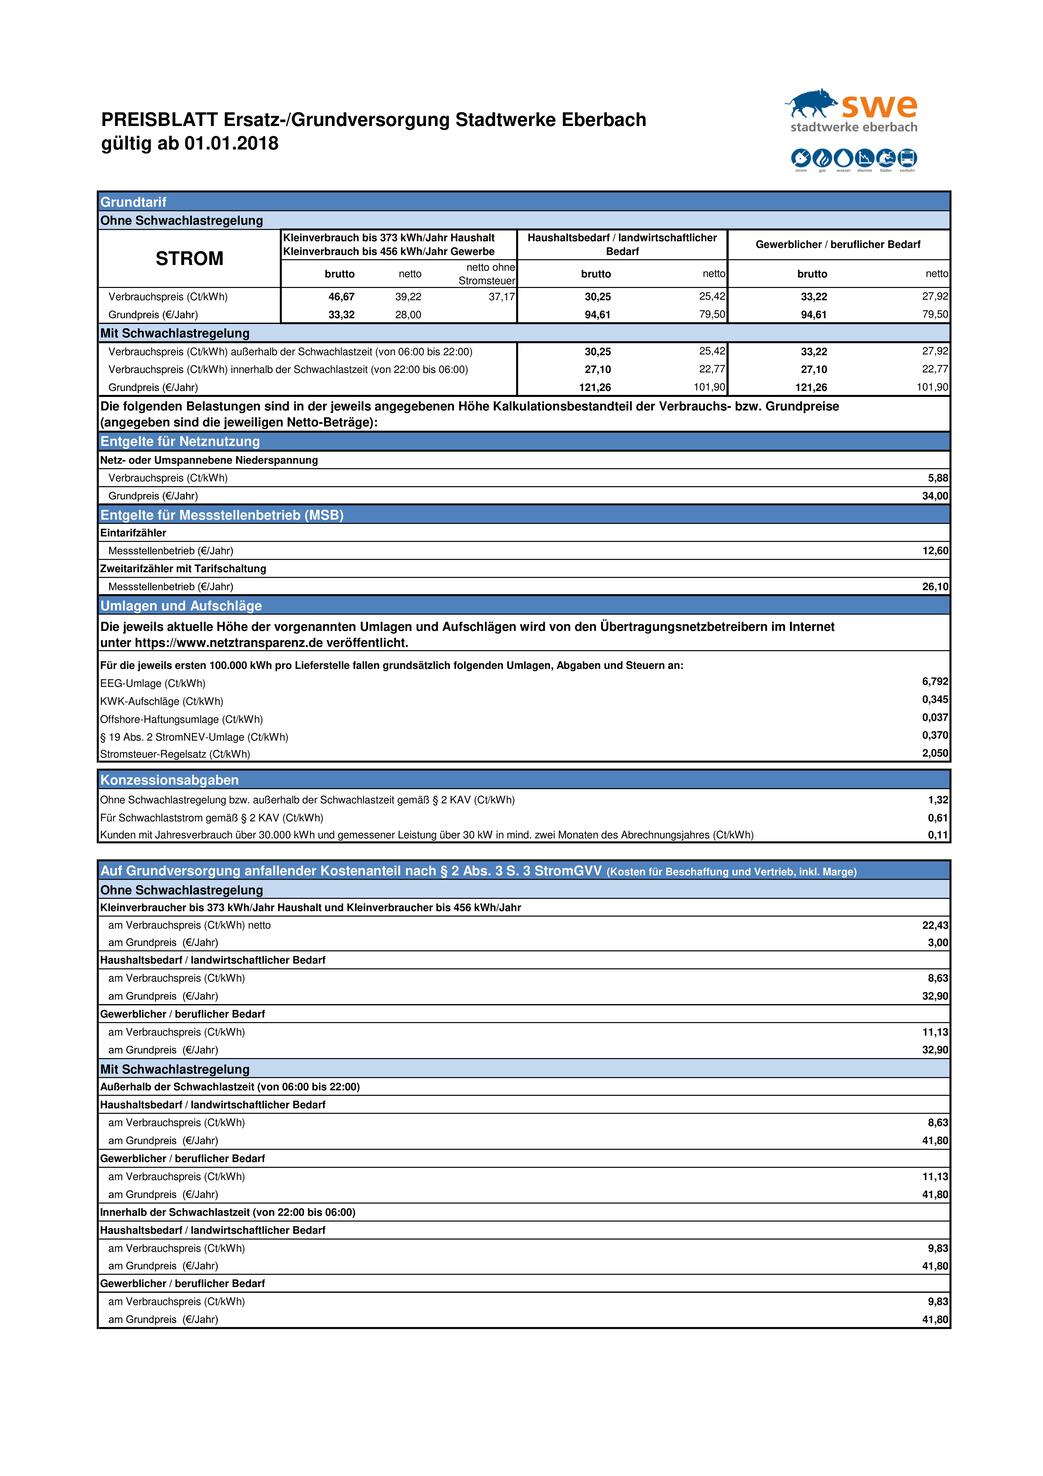 PREISBLATT Ersatz-/Grundversorgung Stadtwerke Eberbach
gültig ab 01.01.2018
swe
stadtwerke eberbach
strom gas wasser dienste bäder verkehr
Grundtarif
Ohne Schwachlastregelung
STROM
Kleinverbrauch bis 373 kWh/Jahr Haushalt
Kleinverbrauch bis 456 kWh/Jahr Gewerbe
Haushaltsbedarf / landwirtschaftlicher
Bedarf
Gewerblicher / beruflicher Bedarf
brutto netto netto ohne Stromsteuer brutto netto brutto netto
Verbrauchspreis (Ct/kWh) 46,67 39,22 37,17 30,25 25,42 33,22 27,92
Grundpreis (€/Jahr) 33,32 28,00 94,61 79,50 94,61 79,50
Mit Schwachlastregelung
Verbrauchspreis (Ct/kWh) außerhalb der Schwachlastzeit (von 06:00 bis 22:00) 30,25 25,42 33,22 27,92
Verbrauchspreis (Ct/kWh) innerhalb der Schwachlastzeit (von 22:00 bis 06:00) 27,10 22,77 27,10 22,77
Grundpreis (€/Jahr) 121,26 101,90 121,26 101,90
Die folgenden Belastungen sind in der jeweils angegebenen Höhe Kalkulationsbestandteil der Verbrauchs- bzw. Grundpreise
(angegeben sind die jeweiligen Netto-Beträge):
Entgelte für Netznutzung
Netz- oder Umspannebene Niederspannung
Verbrauchspreis (Ct/kWh) 5,88
Grundpreis (€/Jahr) 34,00
Entgelte für Messstellenbetrieb (MSB)
Eintarifzähler
Messstellenbetrieb (€/Jahr) 12,60
Zweitarifzähler mit Tarifschaltung
Messstellenbetrieb (€/Jahr) 26,10
Umlagen und Aufschläge
Die jeweils aktuelle Höhe der vorgenannten Umlagen und Aufschlägen wird von den Übertragungsnetzbetreibern im Internet
unter https://www.netztransparenz.de veröffentlicht.
Für die jeweils ersten 100.000 kWh pro Lieferstelle fallen grundsätzlich folgenden Umlagen, Abgaben und Steuern an:
EEG-Umlage (Ct/kWh) 6,792
KWK-Aufschläge (Ct/kWh) 0,345
Offshore-Haftungsumlage (Ct/kWh) 0,037
§ 19 Abs. 2 StromNEV-Umlage (Ct/kWh) 0,370
Stromsteuer-Regelsatz (Ct/kWh) 2,050
Konzessionsabgaben
Ohne Schwachlastregelung bzw. außerhalb der Schwachlastzeit gemäß § 2 KAV (Ct/kWh) 1,32
Für Schwachlaststrom gemäß § 2 KAV (Ct/kWh) 0,61
Kunden mit Jahresverbrauch über 30.000 kWh und gemessener Leistung über 30 kW in mind. zwei Monaten des Abrechnungsjahres (Ct/kWh) 0,11
Auf Grundversorgung anfallender Kostenanteil nach § 2 Abs. 3 S. 3 StromGVV (Kosten für Beschaffung und Vertrieb, inkl. Marge)
Ohne Schwachlastregelung
Kleinverbraucher bis 373 kWh/Jahr Haushalt und Kleinverbraucher bis 456 kWh/Jahr
am Verbrauchspreis (Ct/kWh) netto 22,43
am Grundpreis (€/Jahr) 3,00
Haushaltsbedarf / landwirtschaftlicher Bedarf
am Verbrauchspreis (Ct/kWh) 8,63
am Grundpreis (€/Jahr) 32,90
Gewerblicher / beruflicher Bedarf
am Verbrauchspreis (Ct/kWh) 11,13
am Grundpreis (€/Jahr) 32,90
Mit Schwachlastregelung
Außerhalb der Schwachlastzeit (von 06:00 bis 22:00)
Haushaltsbedarf / landwirtschaftlicher Bedarf
am Verbrauchspreis (Ct/kWh) 8,63
am Grundpreis (€/Jahr) 41,80
Gewerblicher / beruflicher Bedarf
am Verbrauchspreis (Ct/kWh) 11,13
am Grundpreis (€/Jahr) 41,80
Innerhalb der Schwachlastzeit (von 22:00 bis 06:00)
Haushaltsbedarf / landwirtschaftlicher Bedarf
am Verbrauchspreis (Ct/kWh) 9,83
am Grundpreis (€/Jahr) 41,80
Gewerblicher / beruflicher Bedarf
am Verbrauchspreis (Ct/kWh) 9,83
am Grundpreis (€/Jahr) 41,80